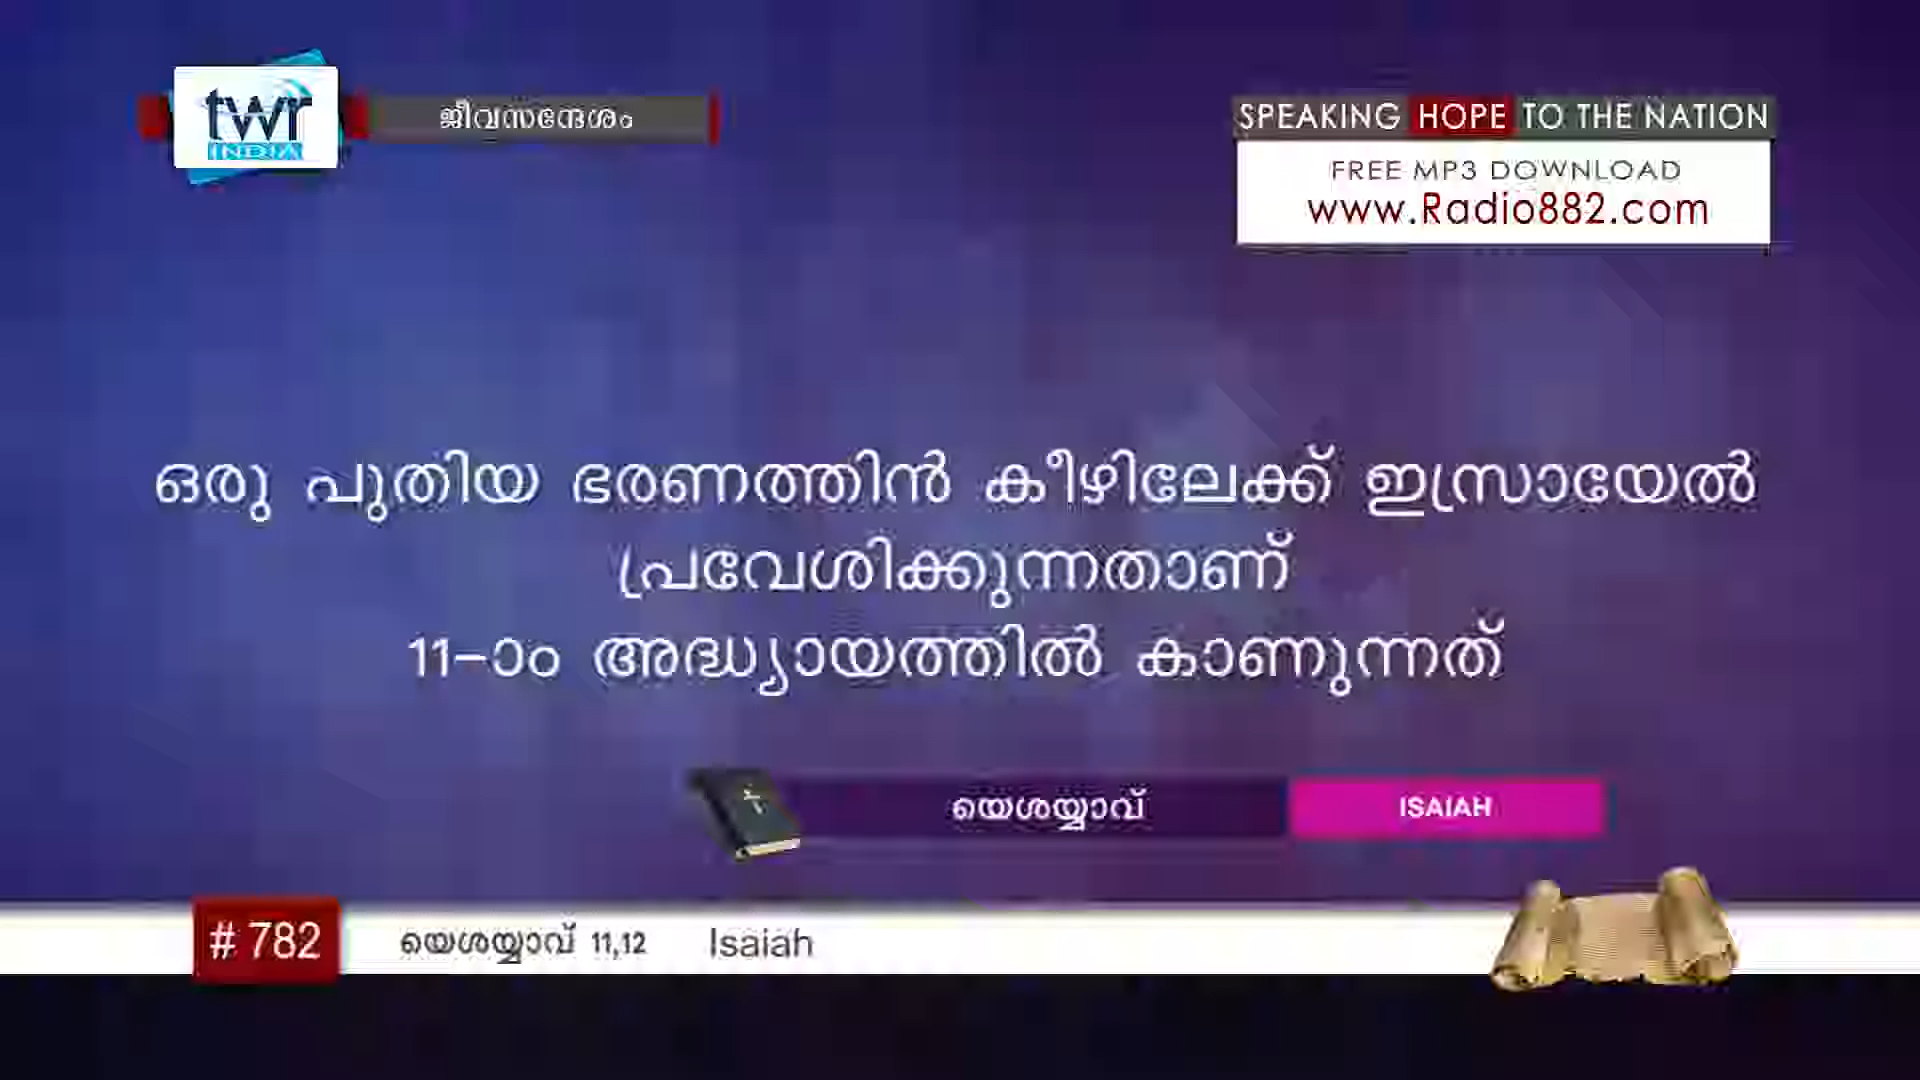 twr
INDIA
ജീവസന്ദേശം
SPEAKING HOPE TO THE NATION
FREE MP3 DOWNLOAD
www.Radio882.com
ഒരു പുതിയ ഭരണത്തിൻ കീഴിലേക്ക് ഇസ്രായേൽ
പ്രവേശിക്കുന്നതാണ്
11-ാം അദ്ധ്യായത്തിൽ കാണുന്നത്
യെശയ്യാവ് ISAIAH
# 782 യെശയ്യാവ് 11,12 Isaiah